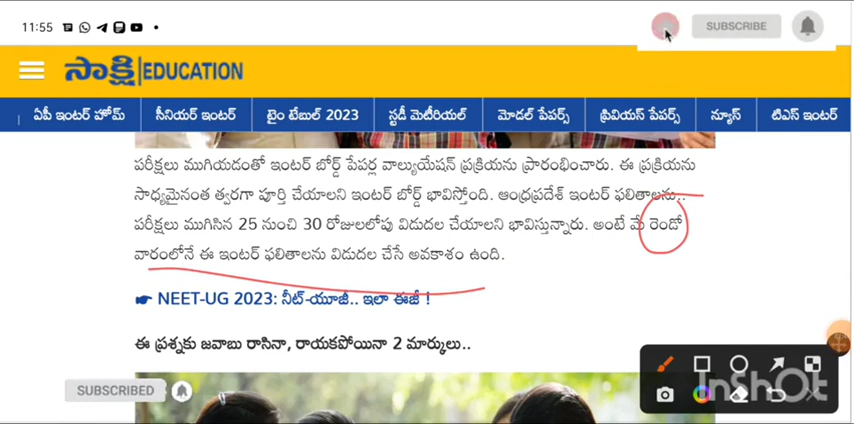 11:55
SUBSCRIBE
సాక్షి EDUCATION
ఏపీ ఇంటర్ హోమ్ సీనియర్ ఇంటర్ టైం టేబుల్ 2023 స్టడీ మెటీరియల్ మోడల్ పేపర్స్ ప్రివియస్ పేపర్స్ న్యూస్ టిఎస్ ఇంటర్
పరీక్షలు ముగియడంతో ఇంటర్ బోర్డ్ పేపర్ల వాల్యుయేషన్ ప్రక్రియను ప్రారంభించారు. ఈ ప్రక్రియను
సాధ్యమైనంత త్వరగా పూర్తి చేయాలని ఇంటర్ బోర్డ్ భావిస్తోంది. ఆంధ్రప్రదేశ్ ఇంటర్ ఫలితాలను..
పరీక్షలు ముగిసిన 25 నుంచి 30 రోజులలోపు విడుదల చేయాలని భావిస్తున్నారు. అంటే మే రెండో
వారంలోనే ఈ ఇంటర్ ఫలితాలను విడుదల చేసే అవకాశం ఉంది.
NEET-UG 2023: నీట్-యూజీ.. ఇలా ఈజీ !
ఈ ప్రశ్నకు జవాబు రాసినా, రాయకపోయినా 2 మార్కులు..
SUBSCRIBED
InShOt